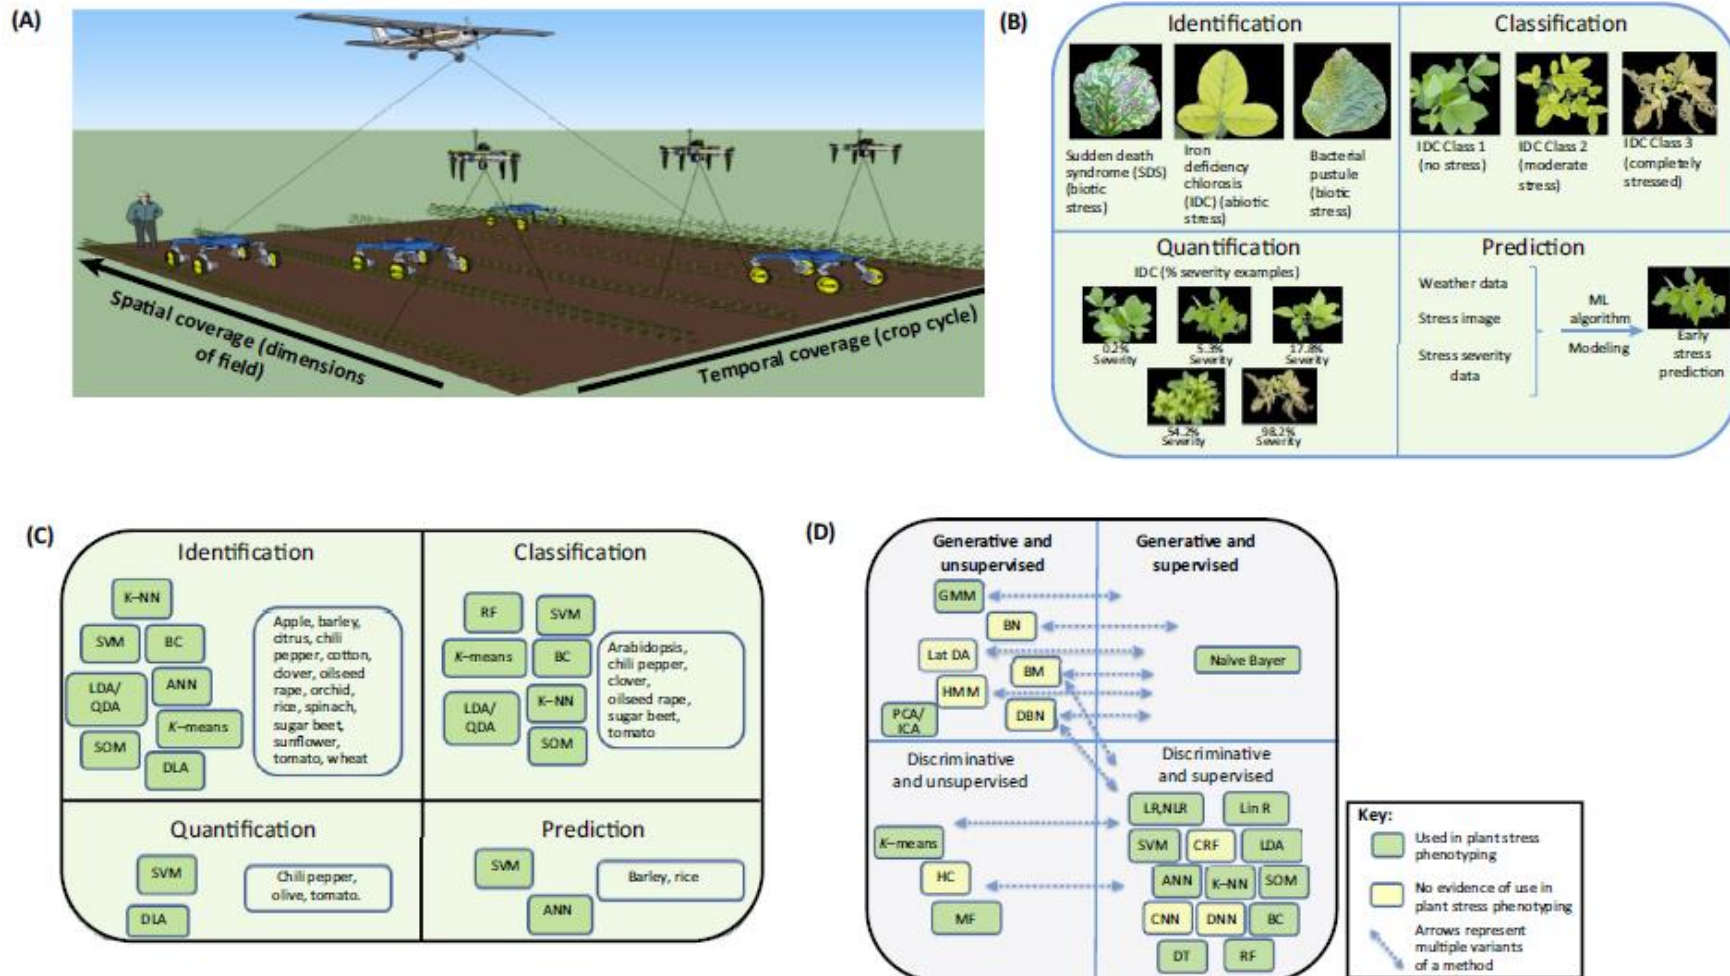 (A)
Spatial coverage (dimensions
of field)
Temporal coverage (crop cycle)
(B)
Identification
Sudden death
syndrome (SDS)
(biotic
stress)
Iron
deficiency
chlorosis
(IDC) (abiotic
stress)
Bacterial
pustule
(biotic
stress)
Classification
IDC Class 1
(no stress)
IDC Class 2
(moderate
stress)
IDC Class 3
(completely
stressed)
Quantification
IDC (% severity examples)
0.2%
Severity
5.3%
Severity
17.8%
Severity
54.2%
Severity
98.2%
Severity
Prediction
Weather data
Stress image
Stress severity
data
ML
algorithm
Modeling
Early
stress
prediction
(C)
Identification
K–NN
SVM
BC
LDA/
QDA
ANN
K–means
SOM
DLA
Apple, barley,
citrus, chili
pepper, cotton,
clover, oilseed
rape, orchid,
rice, spinach,
sugar beet,
sunflower,
tomato, wheat
Classification
RF
SVM
K–means
BC
LDA/
QDA
K–NN
SOM
Arabidopsis,
chili pepper,
clover,
oilseed rape,
sugar beet,
tomato
Quantification
SVM
DLA
Chili pepper,
olive, tomato.
Prediction
SVM
ANN
Barley, rice
(D)
Generative and
unsupervised
GMM
BN
Lat DA
BM
HMM
DBN
PCA/
ICA
Generative and
supervised
Naïve Bayer
Discriminative
and unsupervised
K–means
HC
MF
Discriminative
and supervised
LR,NLR
Lin R
SVM
CRF
LDA
ANN
K–NN
SOM
CNN
DNN
BC
DT
RF
Key:
Used in plant stress
phenotyping
No evidence of use in
plant stress phenotyping
Arrows represent
multiple variants
of a method